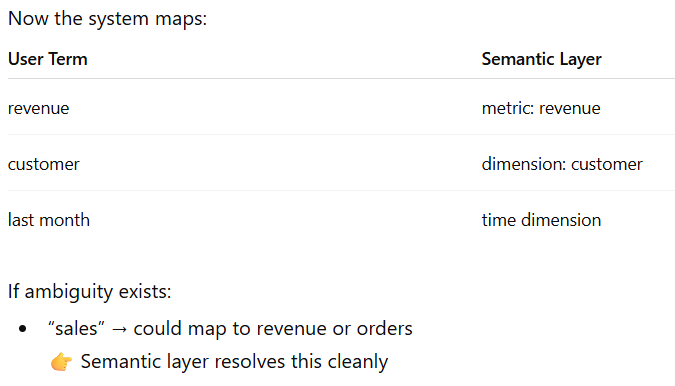 Now the system maps:
User Term Semantic Layer
revenue metric: revenue
customer dimension: customer
last month time dimension
If ambiguity exists:
• “sales” → could map to revenue or orders
👉 Semantic layer resolves this cleanly